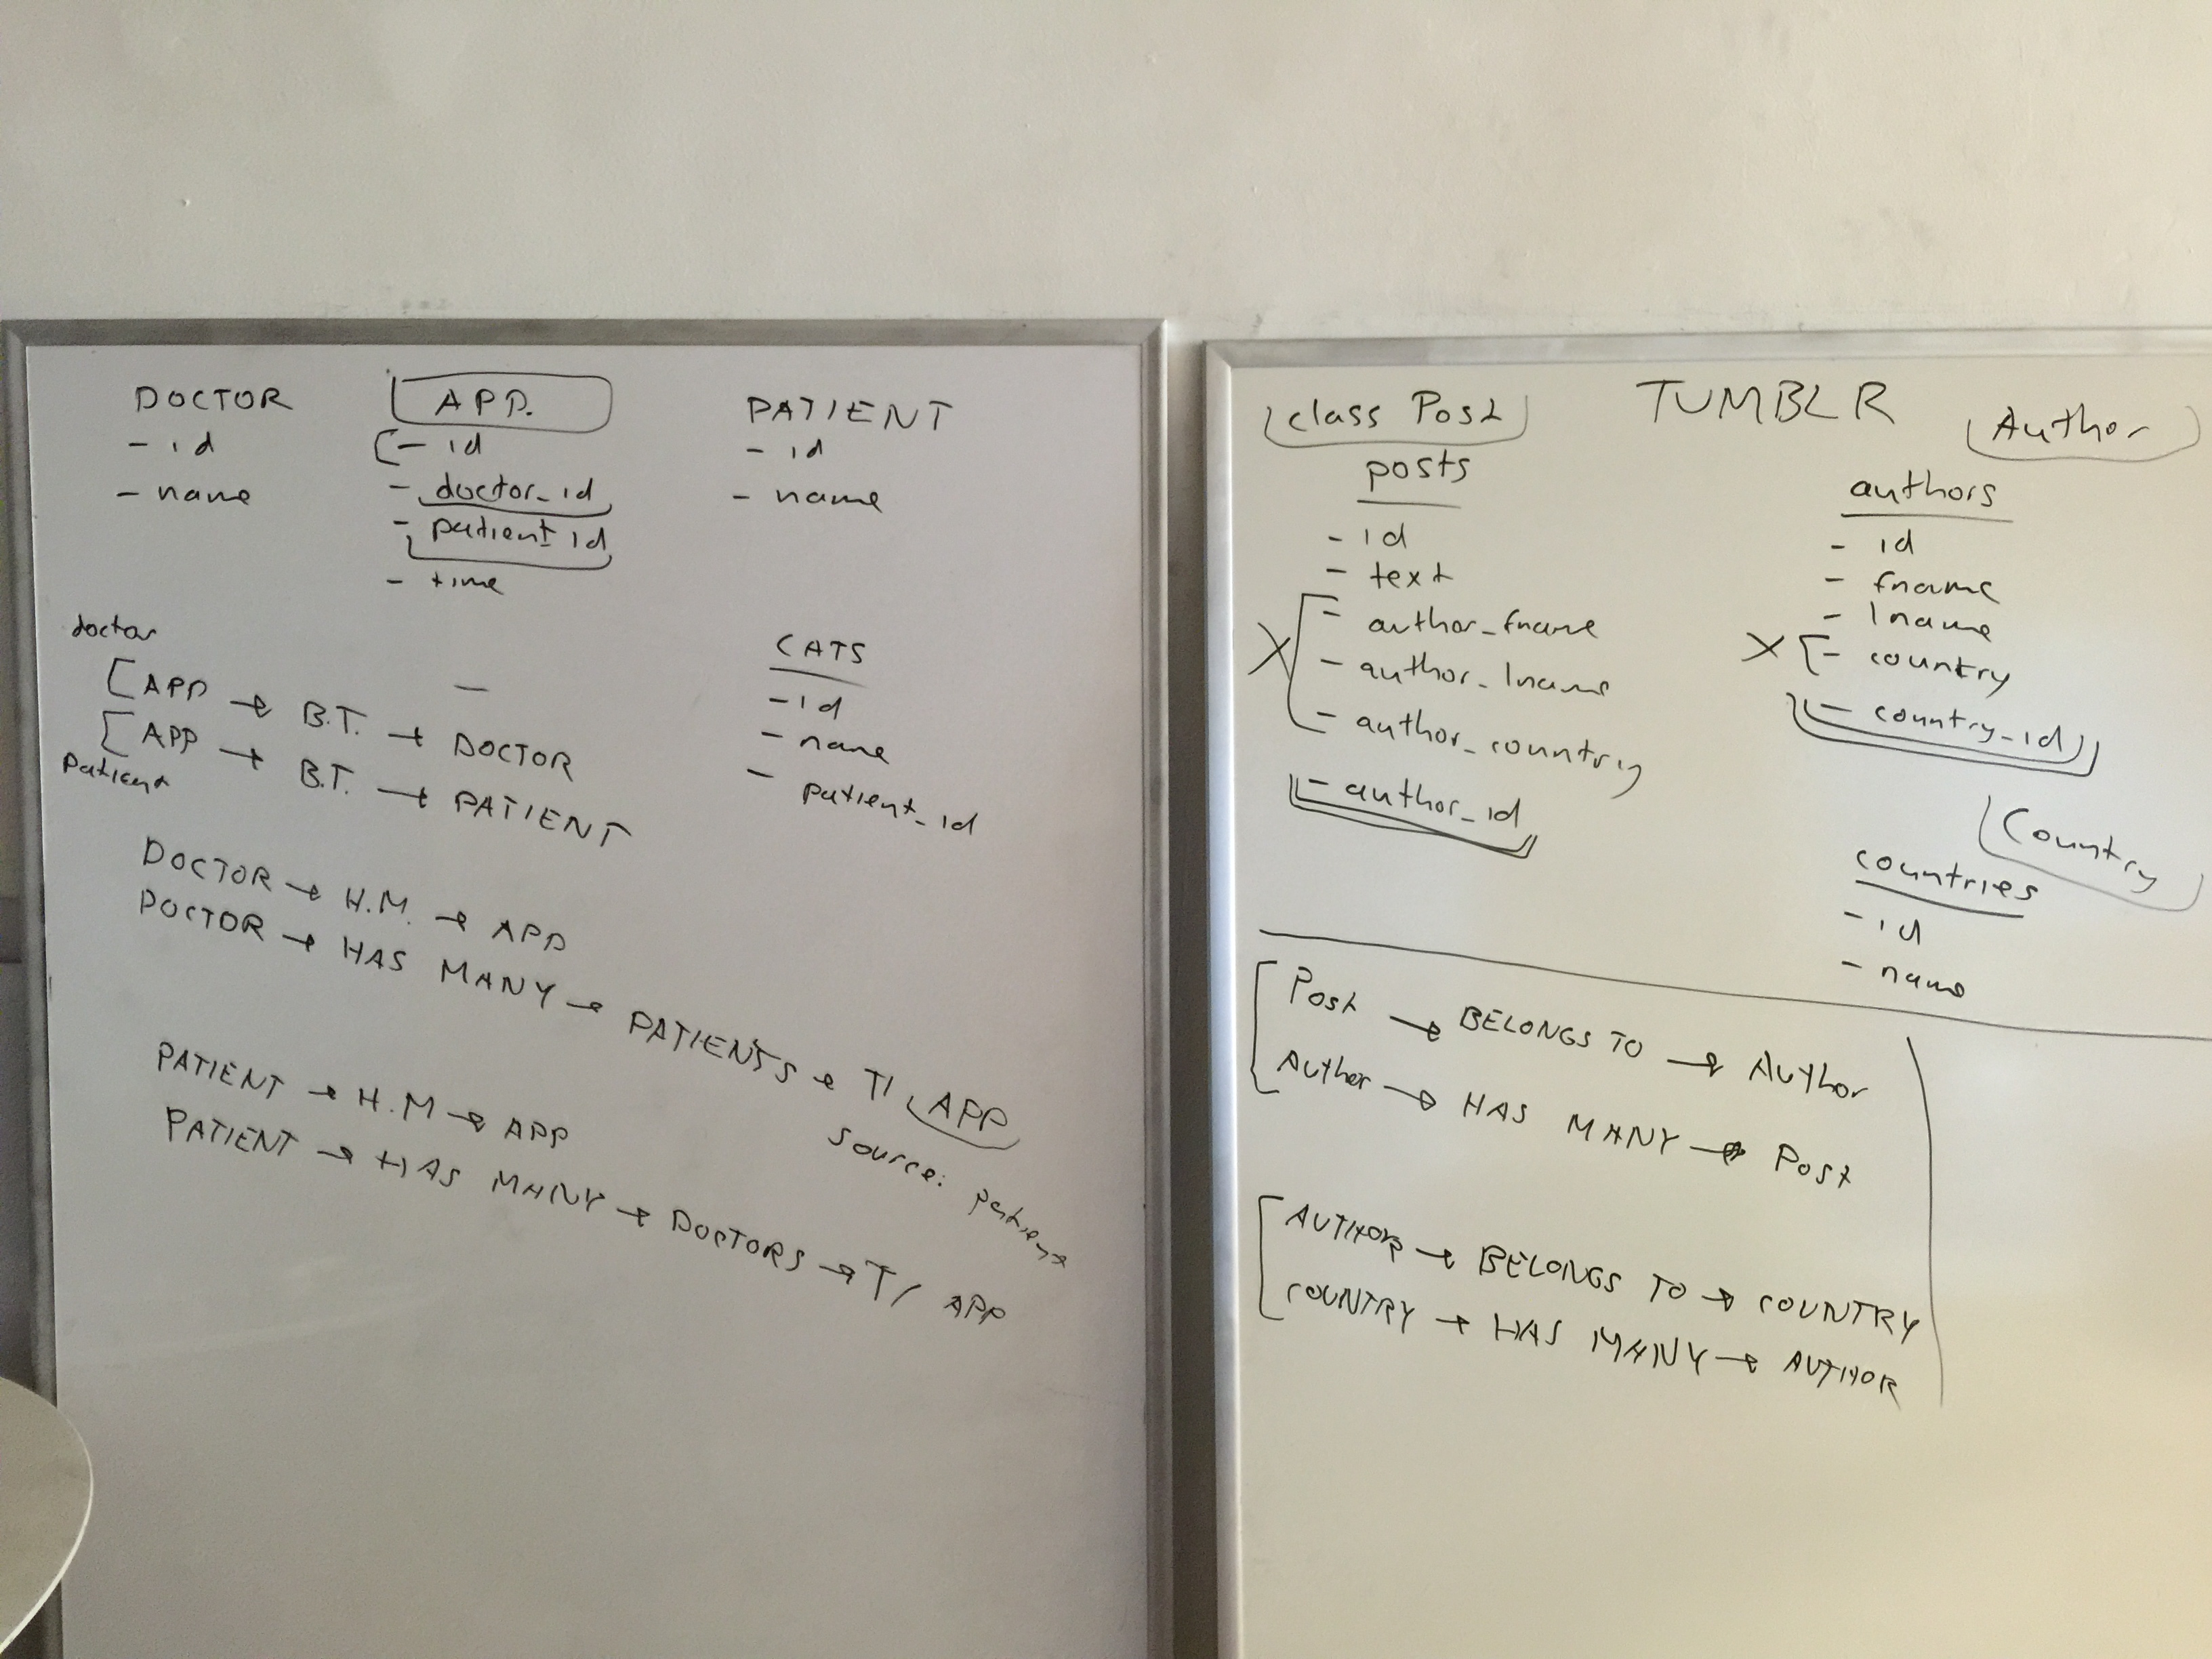 DOCTOR
- id
- name
APP.
- id
- doctor_id
- patient_id
- time
PATIENT
- id
- name
doctor
APP → B.T. → DOCTOR
APP → B.T. → PATIENT
patient
CATS
- id
- name
- patient_id
DOCTOR → H.M. → APP
DOCTOR → HAS MANY → PATIENTS → T/ APP
source: patient
PATIENT → H.M → APP
PATIENT → HAS MANY → DOCTORS → T/ APP
TUMBLR
class Post
posts
- id
- text
X - author_fname
- author_lname
- author_country
- author_id
Author
authors
- id
- fname
- lname
X - country
- country_id
Country
countries
- id
- name
Post → BELONGS TO → Author
Author → HAS MANY → Post
AUTHOR → BELONGS TO → COUNTRY
COUNTRY → HAS MANY → AUTHOR